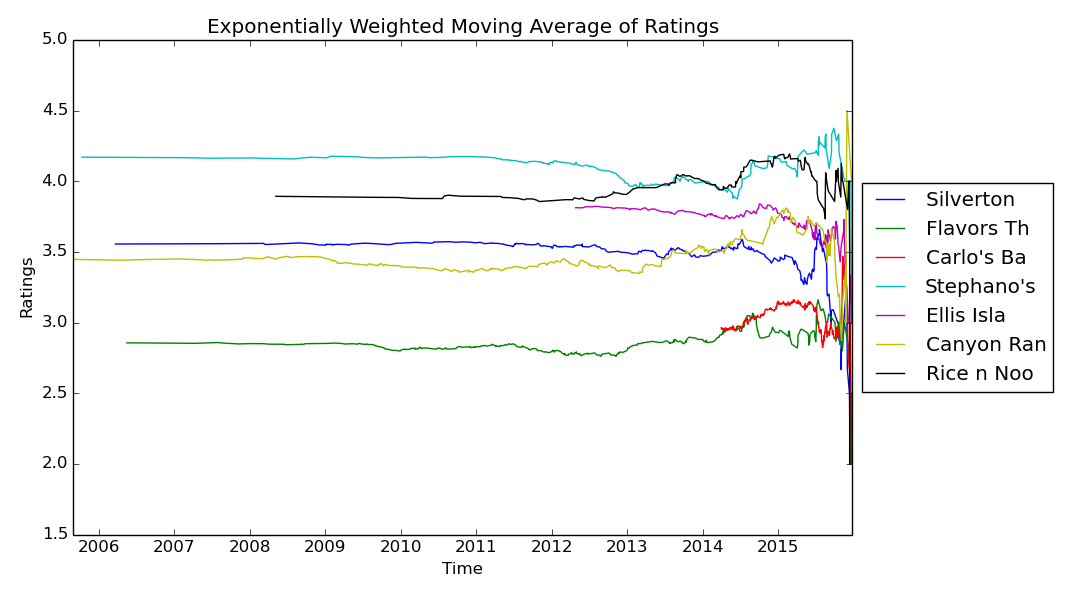 Exponentially Weighted Moving Average of Ratings
5.0
4.5
4.0
3.5
3.0
2.5
2.0
1.5
Ratings
2006 2007 2008 2009 2010 2011 2012 2013 2014 2015
Time
Silverton
Flavors Th
Carlo's Ba
Stephano's
Ellis Isla
Canyon Ran
Rice n Noo